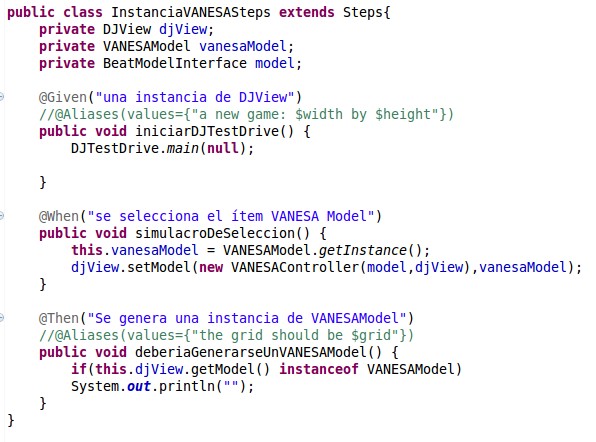 public class InstanciaVANESASteps extends Steps{
    private DJView djView;
    private VANESAModel vanesaModel;
    private BeatModelInterface model;

    @Given("una instancia de DJView")
    //@Aliases(values={"a new game: $width by $height"})
    public void iniciarDJTestDrive() {
        DJTestDrive.main(null);

    }

    @When("se selecciona el ítem VANESA Model")
    public void simulacroDeSeleccion() {
        this.vanesaModel = VANESAModel.getInstance();
        djView.setModel(new VANESAController(model,djView),vanesaModel);
    }

    @Then("Se genera una instancia de VANESAModel")
    //@Aliases(values={"the grid should be $grid"})
    public void deberiaGenerarseUnVANESAModel() {
        if(this.djView.getModel() instanceof VANESAModel)
        System.out.println("");
    }
}